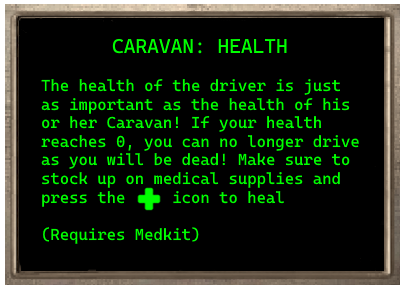 CARAVAN: HEALTH
The health of the driver is just
as important as the health of his
or her Caravan! If your health
reaches 0, you can no longer drive
as you will be dead! Make sure to
stock up on medical supplies and
press the icon to heal
(Requires Medkit)